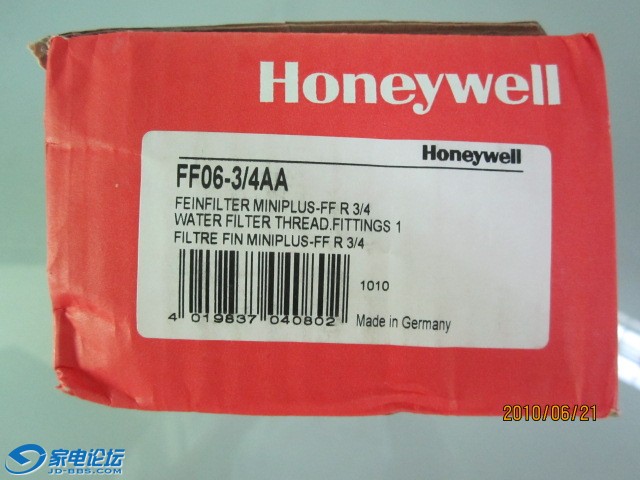 Honeywell
Honeywell
FF06-3/4AA
FEINFILTER MINIPLUS-FF R 3/4
WATER FILTER THREAD.FITTINGS 1
FILTRE FIN MINIPLUS-FF R 3/4
1010
4 019837 040802
Made in Germany
2010/06/21
家电论坛
JD-BBS.COM